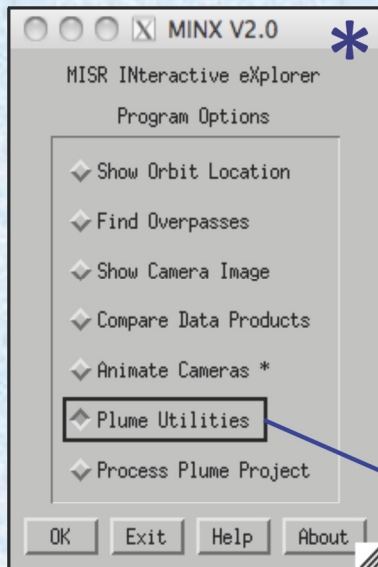 MINX V2.0 *
MISR INteractive eXplorer
Program Options
Show Orbit Location
Find Overpasses
Show Camera Image
Compare Data Products
Animate Cameras *
Plume Utilities
Process Plume Project
OK Exit Help About